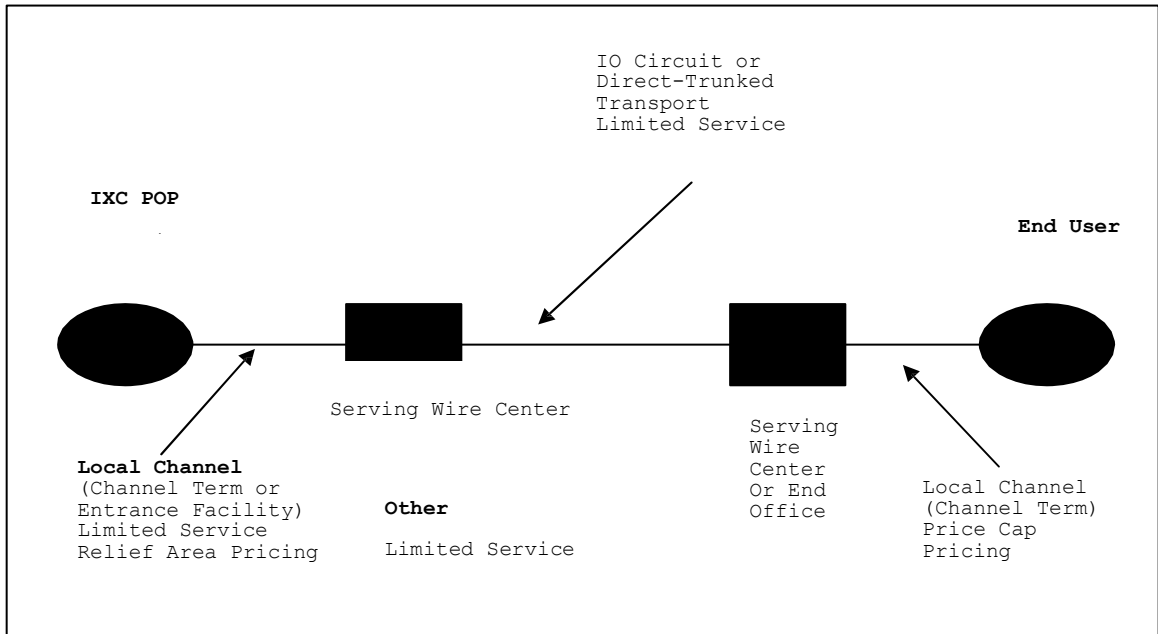 IO Circuit or
Direct-Trunked
Transport
Limited Service
IXC POP
End User
Serving Wire Center
Serving
Wire
Center
Or End
Office
Local Channel
(Channel Term or
Entrance Facility)
Limited Service
Relief Area Pricing
Other
Limited Service
Local Channel
(Channel Term)
Price Cap
Pricing